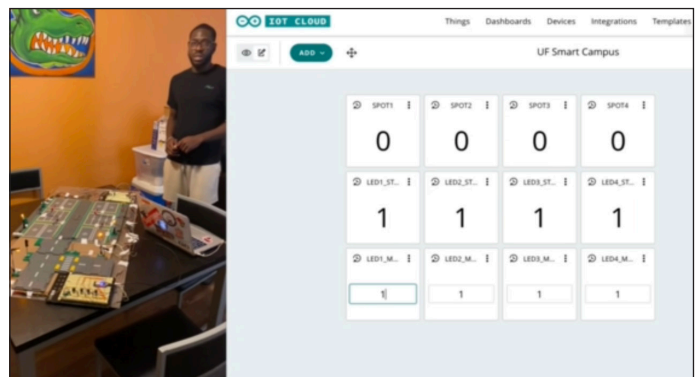 IOT CLOUD
Things Dashboards Devices Integrations Templates
ADD
UF Smart Campus
SPOT1 SPOT2 SPOT3 SPOT4
0 0 0 0
LED1_ST... LED2_ST... LED3_ST... LED4_ST...
1 1 1 1
LED1_M... LED2_M... LED3_M... LED4_M...
1 1 1 1